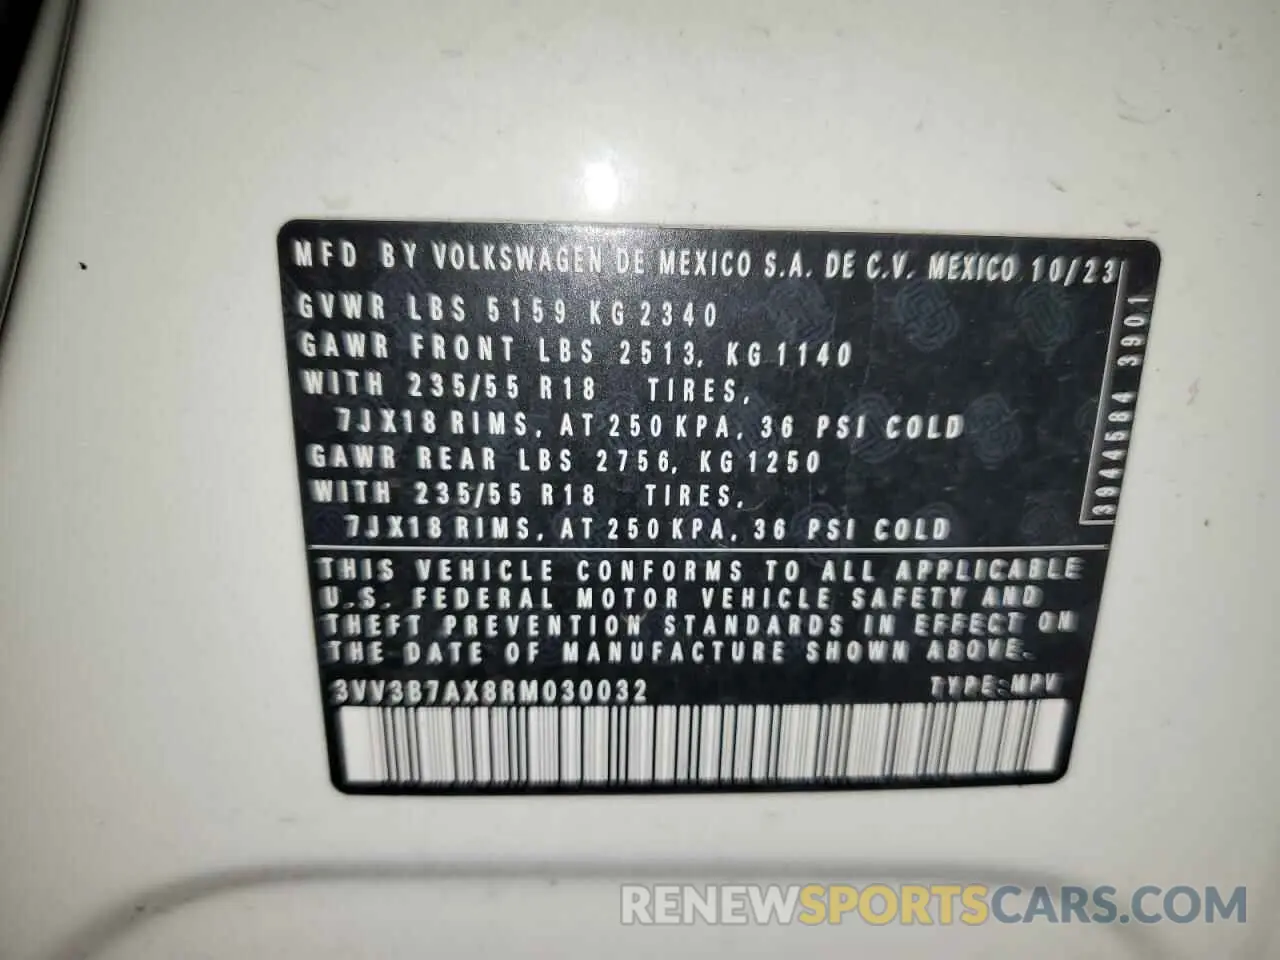 MFD BY VOLKSWAGEN DE MEXICO S.A. DE C.V. MEXICO 10/23
GVWR LBS 5159 KG 2340
GAWR FRONT LBS 2513, KG 1140
WITH 235/55 R18 TIRES,
7JX18 RIMS, AT 250 KPA, 36 PSI COLD
GAWR REAR LBS 2756, KG 1250
WITH 235/55 R18 TIRES,
7JX18 RIMS, AT 250 KPA, 36 PSI COLD
3944584 3901
THIS VEHICLE CONFORMS TO ALL APPLICABLE
U.S. FEDERAL MOTOR VEHICLE SAFETY AND
THEFT PREVENTION STANDARDS IN EFFECT ON
THE DATE OF MANUFACTURE SHOWN ABOVE.
3VV3B7AX8RM030032 TYPE: MPV
RENEWSPORTSCARS.COM